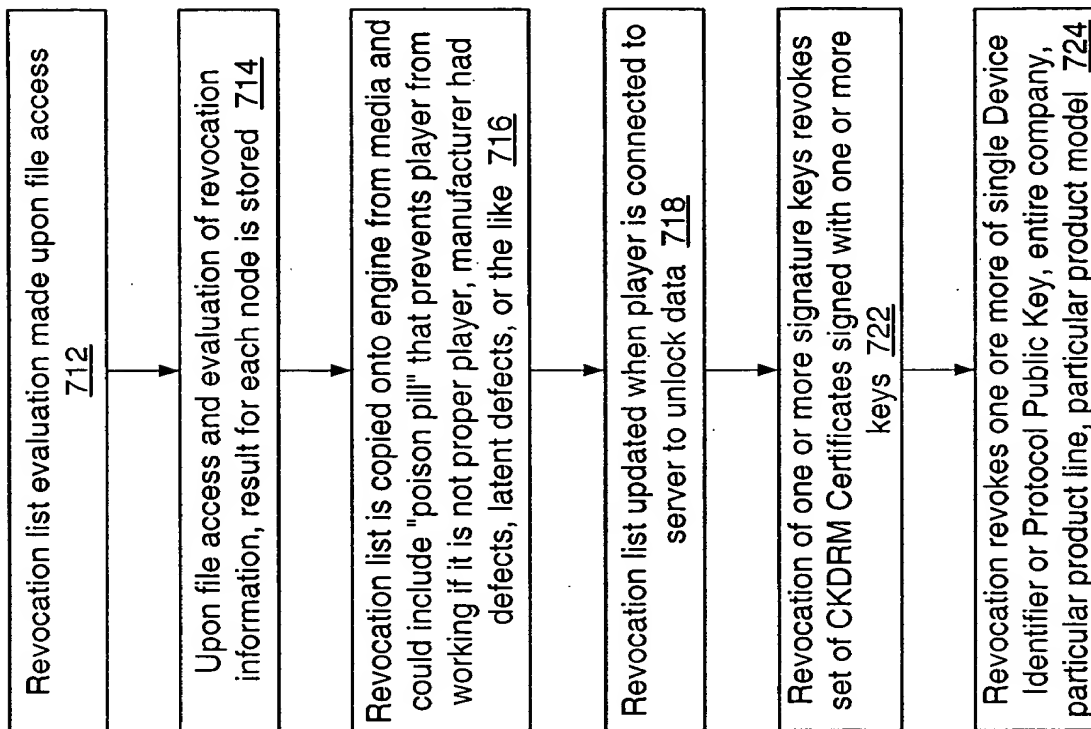 Revocation list evaluation made upon file access
712
Upon file access and evaluation of revocation
information, result for each node is stored 714
Revocation list is copied onto engine from media and
could include "poison pill" that prevents player from
working if it is not proper player, manufacturer had
defects, latent defects, or the like 716
Revocation list updated when player is connected to
server to unlock data 718
Revocation of one or more signature keys revokes
set of CKDRM Certificates signed with one or more
keys 722
Revocation revokes one ore more of single Device
Identifier or Protocol Public Key, entire company,
particular product line, particular product model 724